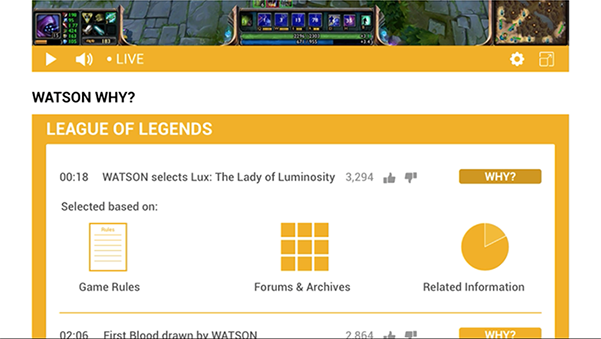 • LIVE
WATSON WHY?
LEAGUE OF LEGENDS
00:18 WATSON selects Lux: The Lady of Luminosity 3,294 WHY?
Selected based on:
Rules
Game Rules Forums & Archives Related Information
02:06 First Blood drawn by WATSON 2,864 WHY?